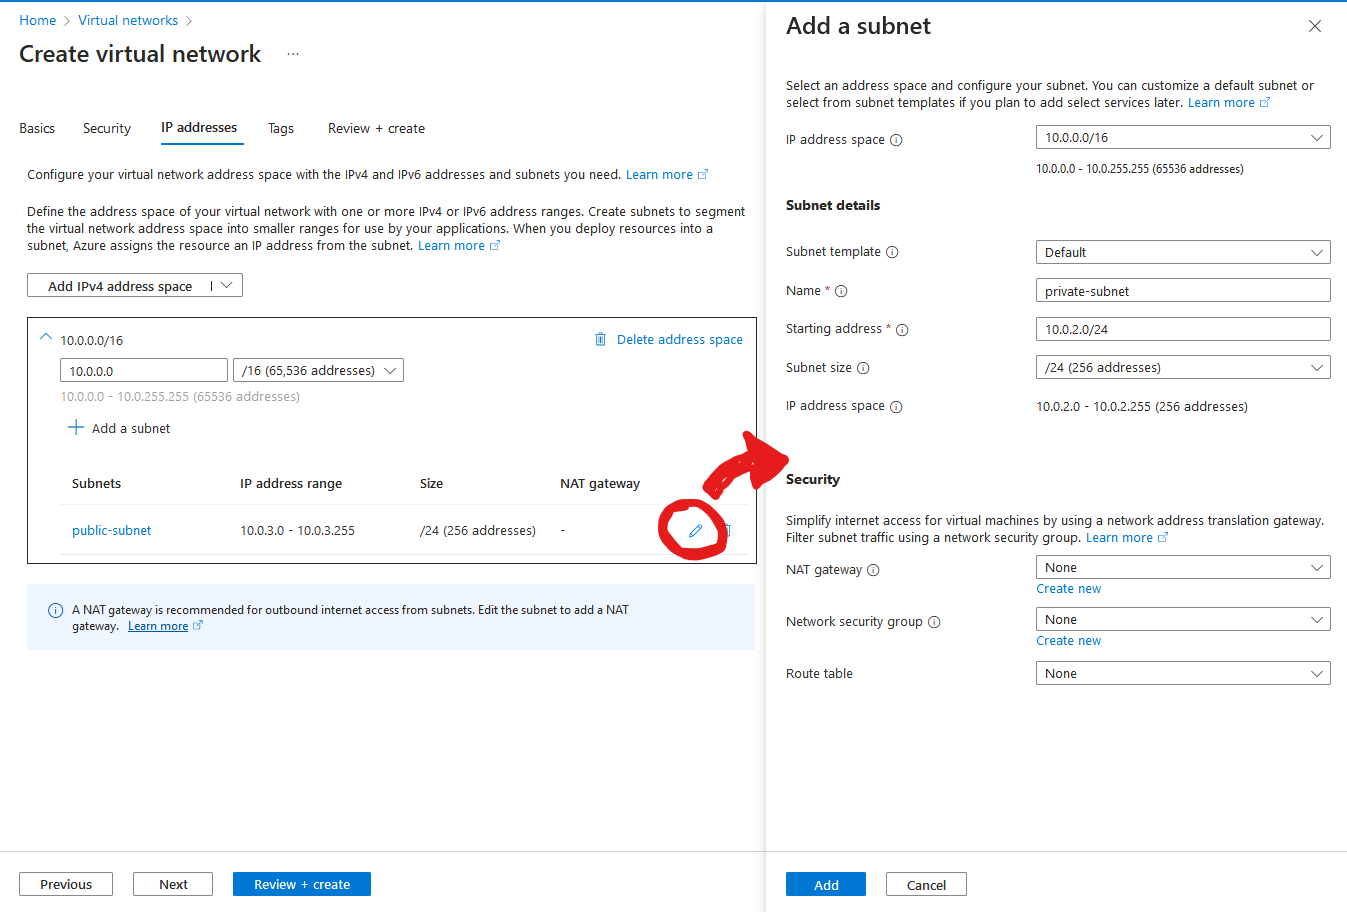 Home > Virtual networks >
Create virtual network ...
Basics Security IP addresses Tags Review + create
Configure your virtual network address space with the IPv4 and IPv6 addresses and subnets you need. Learn more
Define the address space of your virtual network with one or more IPv4 or IPv6 address ranges. Create subnets to segment
the virtual network address space into smaller ranges for use by your applications. When you deploy resources into a
subnet, Azure assigns the resource an IP address from the subnet. Learn more
Add IPv4 address space |
10.0.0.0/16 Delete address space
10.0.0.0 /16 (65,536 addresses)
10.0.0.0 - 10.0.255.255 (65536 addresses)
+ Add a subnet
Subnets IP address range Size NAT gateway
public-subnet 10.0.3.0 - 10.0.3.255 /24 (256 addresses) -
A NAT gateway is recommended for outbound internet access from subnets. Edit the subnet to add a NAT
gateway. Learn more
Previous Next Review + create
Add a subnet
Select an address space and configure your subnet. You can customize a default subnet or
select from subnet templates if you plan to add select services later. Learn more
IP address space 10.0.0.0/16
10.0.0.0 - 10.0.255.255 (65536 addresses)
Subnet details
Subnet template Default
Name * private-subnet
Starting address * 10.0.2.0/24
Subnet size /24 (256 addresses)
IP address space 10.0.2.0 - 10.0.2.255 (256 addresses)
Security
Simplify internet access for virtual machines by using a network address translation gateway.
Filter subnet traffic using a network security group. Learn more
NAT gateway None
Create new
Network security group None
Create new
Route table None
Add Cancel